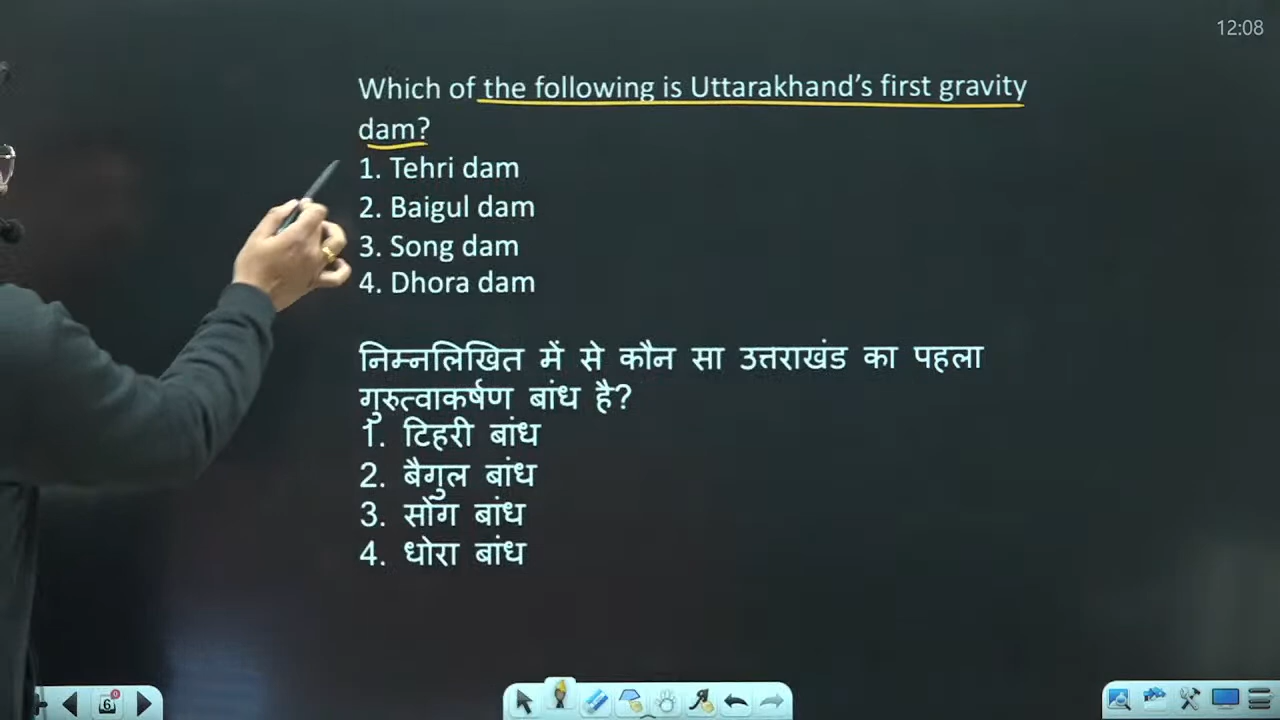 12:08
Which of the following is Uttarakhand's first gravity
dam?
1. Tehri dam
2. Baigul dam
3. Song dam
4. Dhora dam
निम्नलिखित में से कौन सा उत्तराखंड का पहला
गुरुत्वाकर्षण बांध है?
1. टिहरी बांध
2. बैगुल बांध
3. सोंग बांध
4. धोरा बांध
6
0